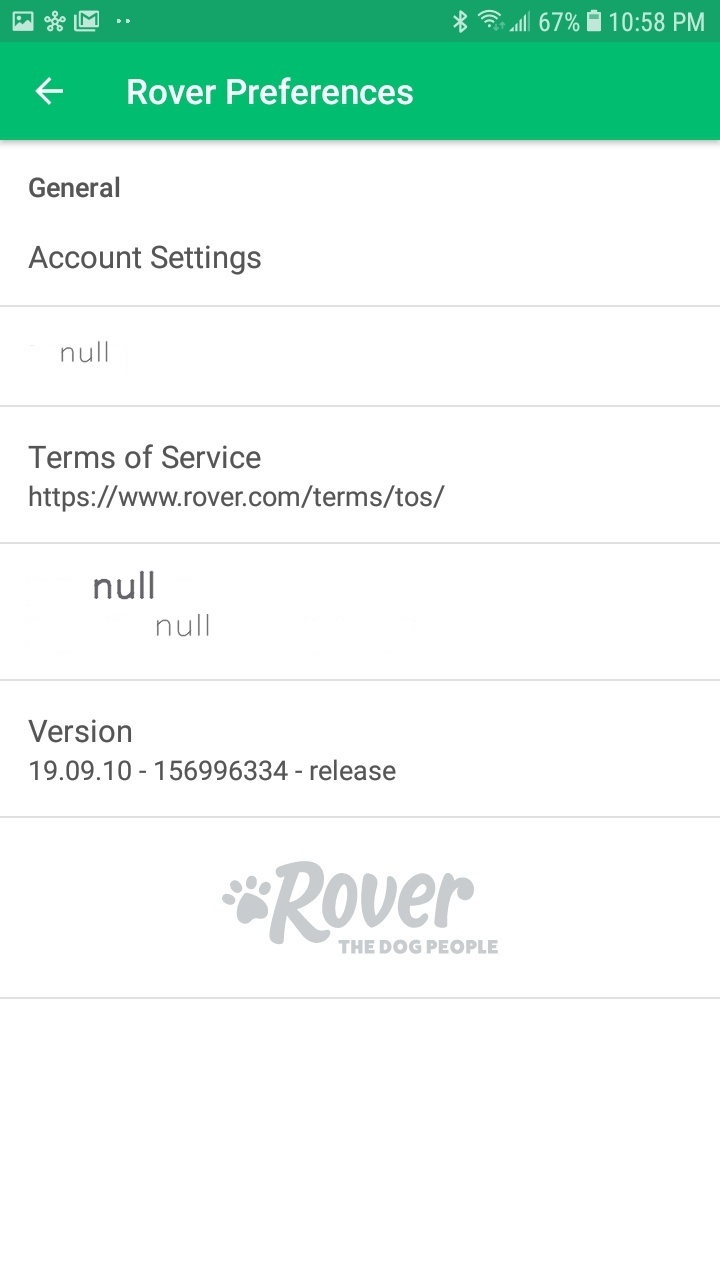 67% 10:58 PM
Rover Preferences
General
Account Settings
null
Terms of Service
https://www.rover.com/terms/tos/
null
null
Version
19.09.10 - 156996334 - release
Rover
THE DOG PEOPLE